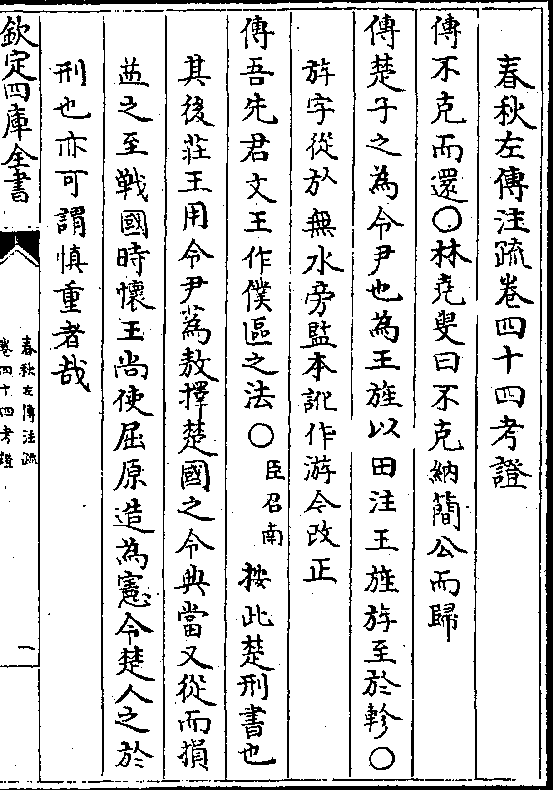 春秋左傳注疏卷四十四考證
傳不克而還〇林堯叟曰不克納簡公而歸
傳楚子之為令尹也為王旌以田注王旌斿至於軫〇
斿字從於無水旁監本訛作游今改正
傳吾先君文王作僕區之法〇臣召南按此楚刑書也
其後莊王用令尹蒍敖擇楚國之令典當又從而損
益之至戰國時懷王尚使屈原造為憲令楚人之於
刑也亦可謂慎重者哉
欽定四庫全書
春秋左傳注疏
卷四十四考證
一